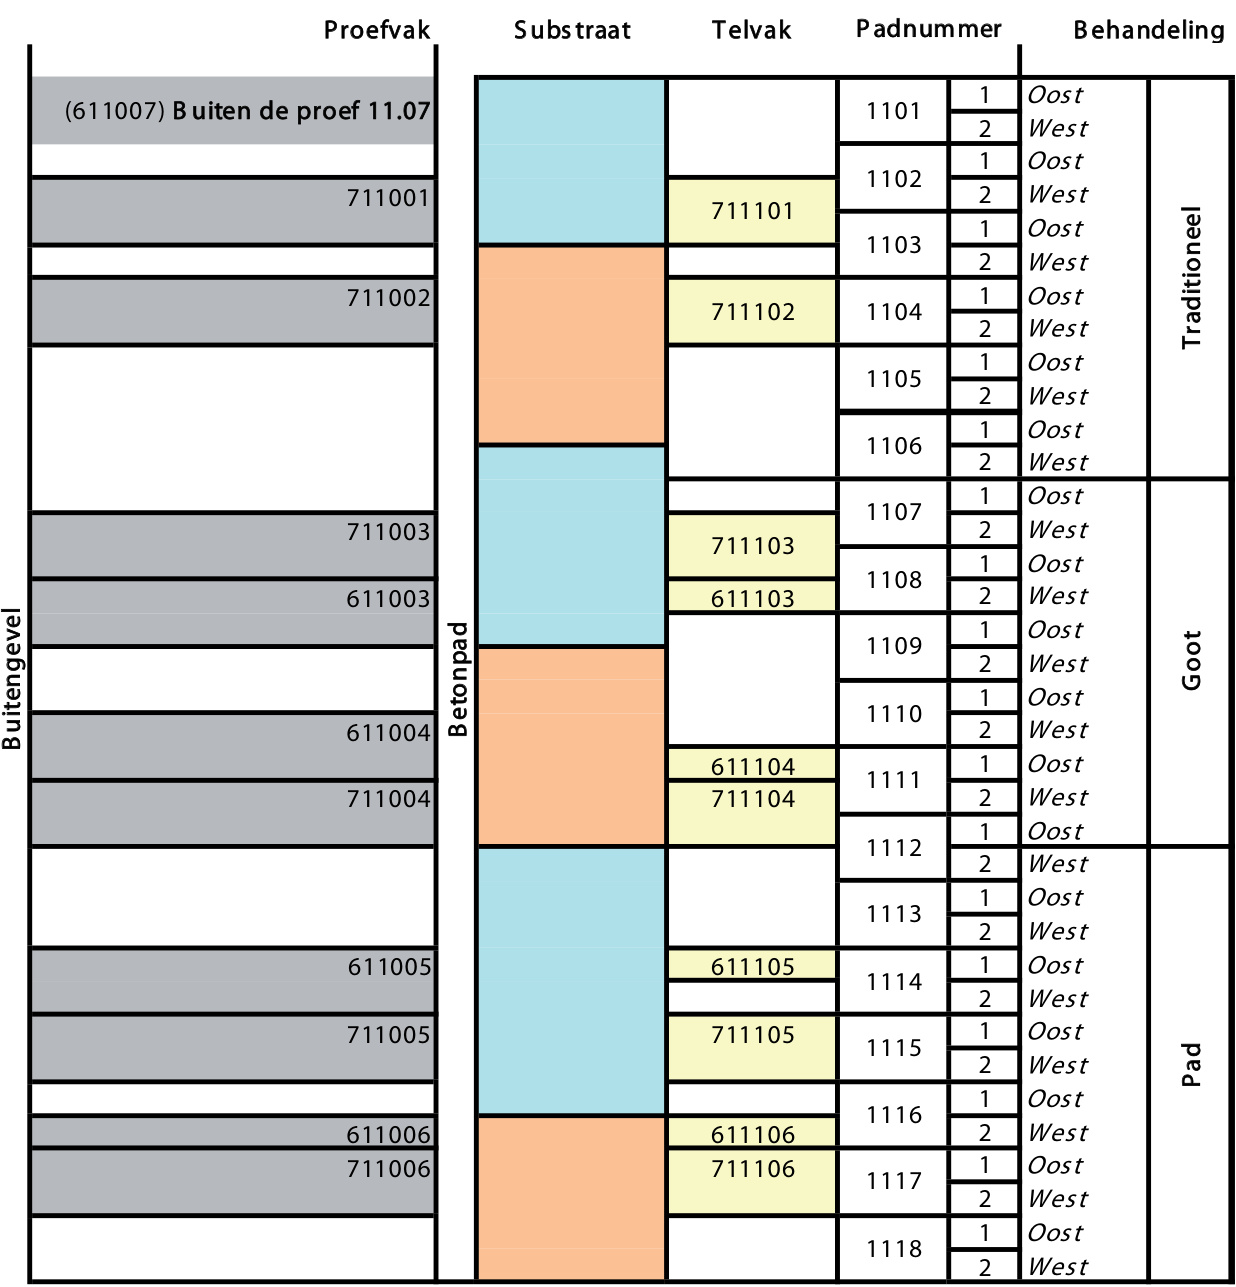 Proefvak Substraat Telvak Padnummer Behandeling
(611007) Buiten de proef 11.07 1101 1 Oost
2 West
1102 1 Oost
711001 711101 2 West
1103 1 Oost
2 West
711002 711102 1104 1 Oost
2 West
1105 1 Oost
2 West
1106 1 Oost
2 West
Traditioneel
1107 1 Oost
711003 711103 2 West
1108 1 Oost
611003 611103 2 West
1109 1 Oost
2 West
1110 1 Oost
611004 2 West
611104 1111 1 Oost
711004 711104 2 West
1112 1 Oost
Goot
2 West
1113 1 Oost
2 West
611005 611105 1114 1 Oost
2 West
711005 711105 1115 1 Oost
2 West
1116 1 Oost
611006 611106 2 West
711006 711106 1117 1 Oost
2 West
1118 1 Oost
2 West
Pad
Buitengevel
Betonpad